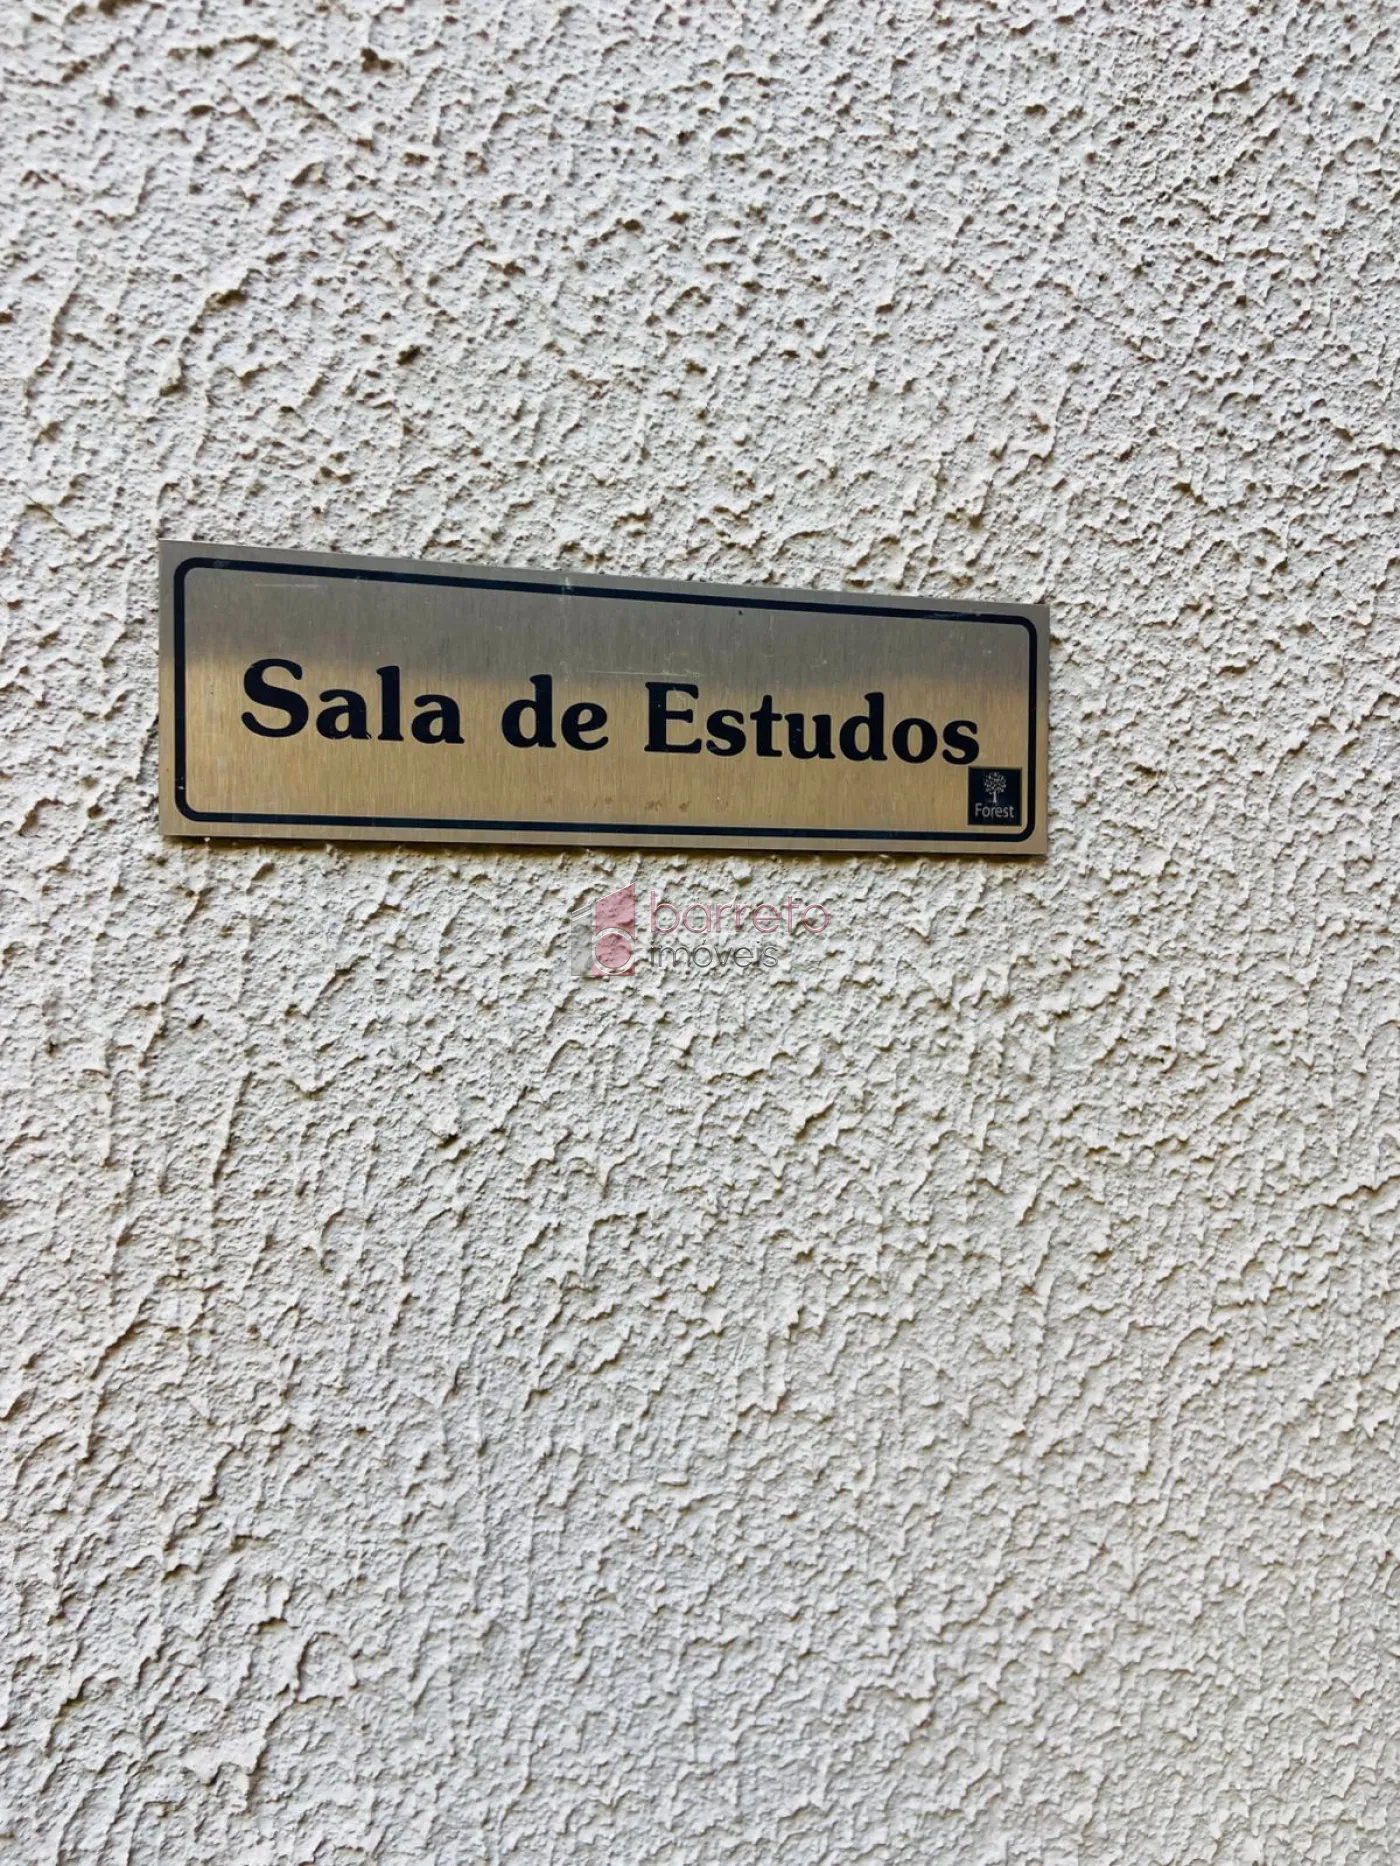 Sala de Estudos
Forest
barreto
imóveis